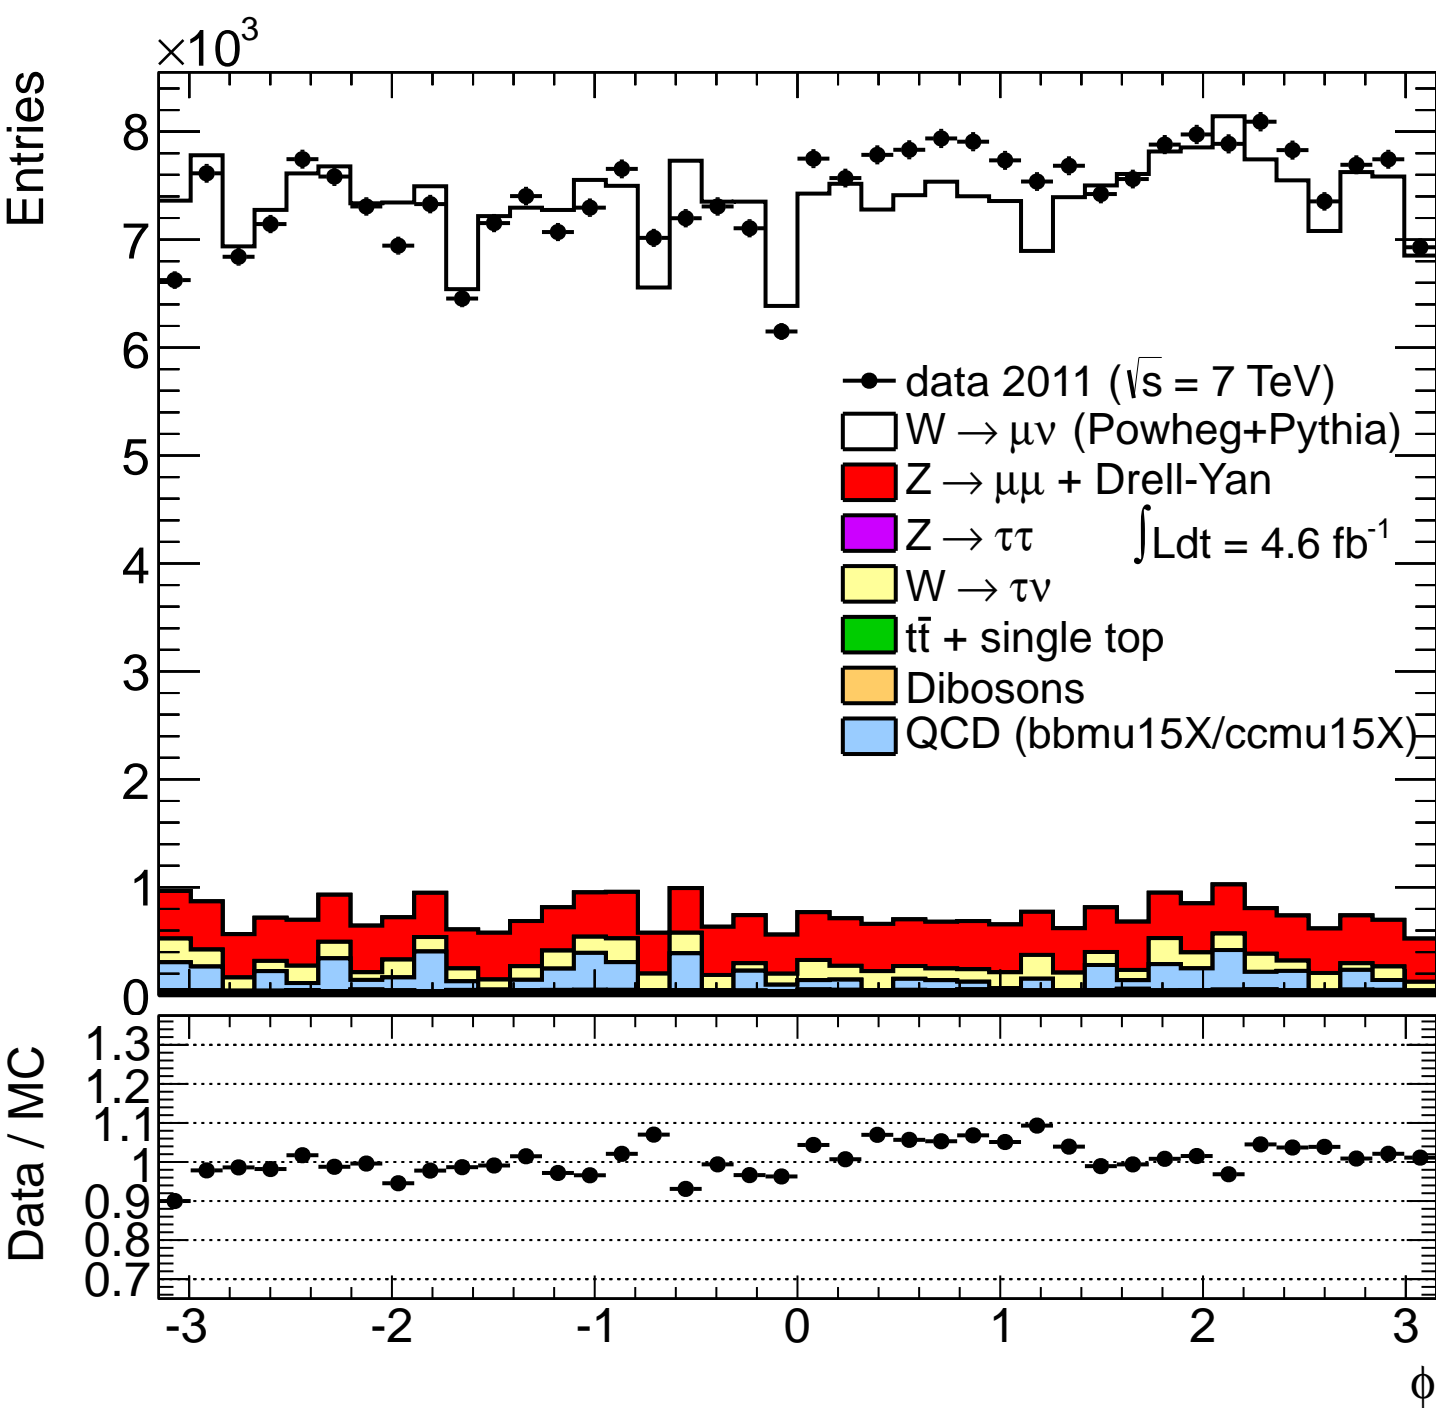 ×10³
Entries
8
7
6
5
4
3
2
1
0
data 2011 (√s = 7 TeV)
W → μν (Powheg+Pythia)
Z → μμ + Drell-Yan
Z → ττ
∫Ldt = 4.6 fb⁻¹
W → τν
tt̄ + single top
Dibosons
QCD (bbmu15X/ccmu15X)
Data / MC
1.3
1.2
1.1
1
0.9
0.8
0.7
-3 -2 -1 0 1 2 3
ϕ